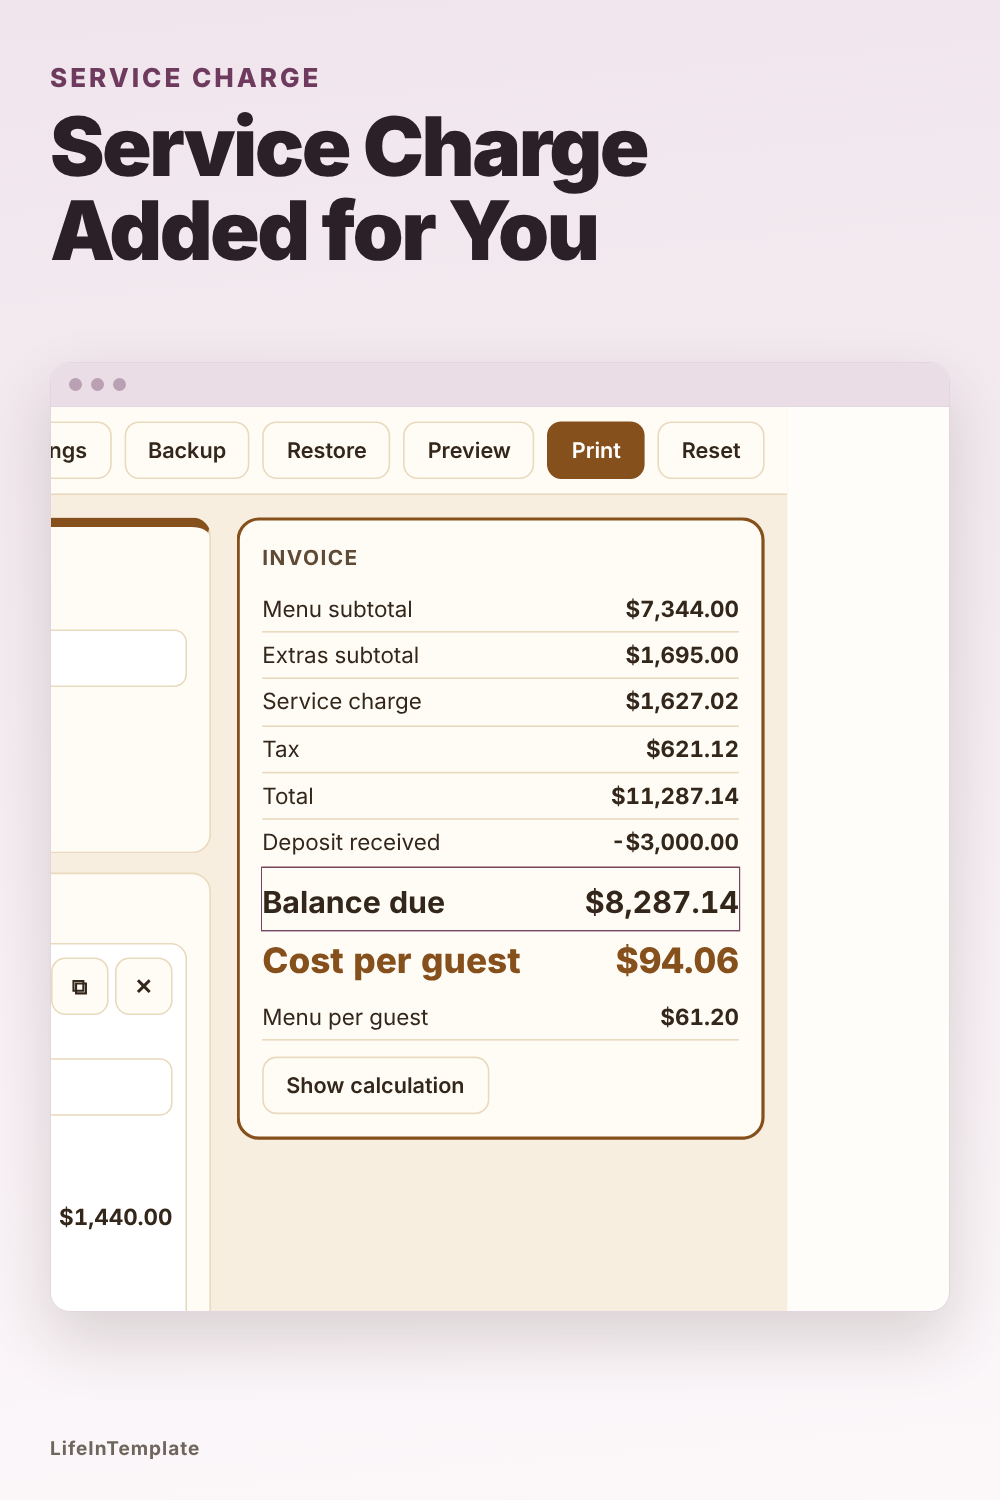 SERVICE CHARGE
Service Charge
Added for You
ngs Backup Restore Preview Print Reset
INVOICE
Menu subtotal $7,344.00
Extras subtotal $1,695.00
Service charge $1,627.02
Tax $621.12
Total $11,287.14
Deposit received -$3,000.00
Balance due $8,287.14
Cost per guest $94.06
Menu per guest $61.20
Show calculation
$1,440.00
LifeInTemplate